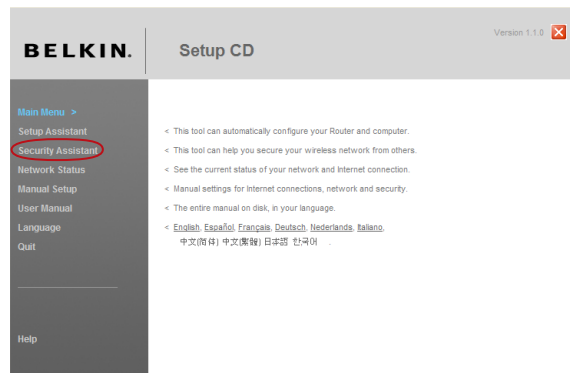 Version 1.1.0
BELKIN. Setup CD
Main Menu >
Setup Assistant < This tool can automatically configure your Router and computer.
Security Assistant < This tool can help you secure your wireless network from others.
Network Status < See the current status of your network and Internet connection.
Manual Setup < Manual settings for Internet connections, network and security.
User Manual < The entire manual on disk, in your language.
Language < English, Español, Français, Deutsch, Nederlands, Italiano,
Quit 中文(简体) 中文(繁體) 日本語 한국어 .
Help